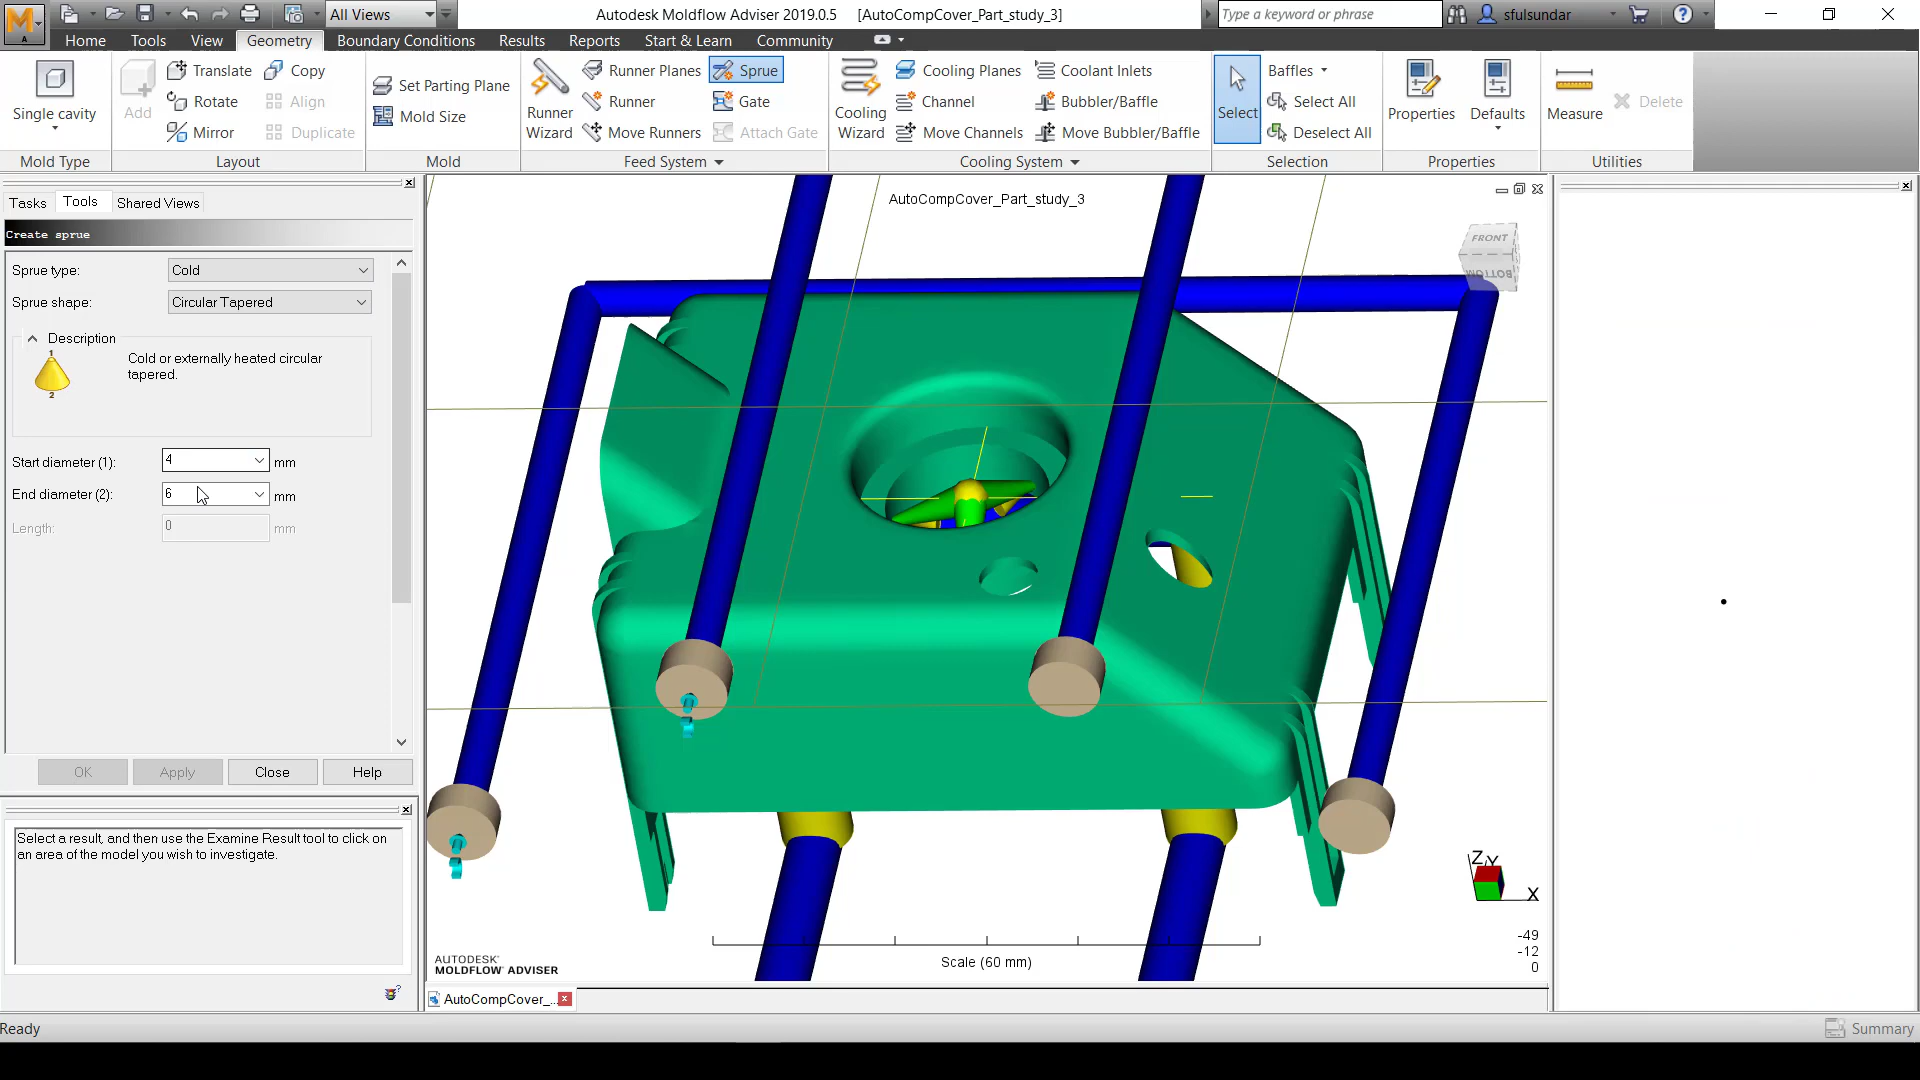 All Views
Autodesk Moldflow Adviser 2019.0.5 [AutoCompCover_Part_study_3]
Type a keyword or phrase
sfulsundar
Home Tools View Geometry Boundary Conditions Results Reports Start & Learn Community
Single cavity
Mold Type
Add
Translate
Rotate
Mirror
Copy
Align
Duplicate
Layout
Set Parting Plane
Mold Size
Mold
Runner
Wizard
Runner Planes
Runner
Move Runners
Sprue
Gate
Attach Gate
Feed System
Cooling
Wizard
Cooling Planes
Channel
Move Channels
Coolant Inlets
Bubbler/Baffle
Move Bubbler/Baffle
Cooling System
Select
Baffles
Select All
Deselect All
Selection
Properties
Defaults
Properties
Measure
Delete
Utilities
Tasks Tools Shared Views
Create sprue
Sprue type: Cold
Sprue shape: Circular Tapered
Description
1
2
Cold or externally heated circular
tapered.
Start diameter (1): 4 mm
End diameter (2): 6 mm
Length: 0 mm
OK Apply Close Help
Select a result, and then use the Examine Result tool to click on
an area of the model you wish to investigate.
AutoCompCover_Part_study_3
FRONT
BOTTOM
Z Y
X
-49
-12
0
Scale (60 mm)
AUTODESK'
MOLDFLOW' ADVISER
AutoCompCover_...
Ready
Summary